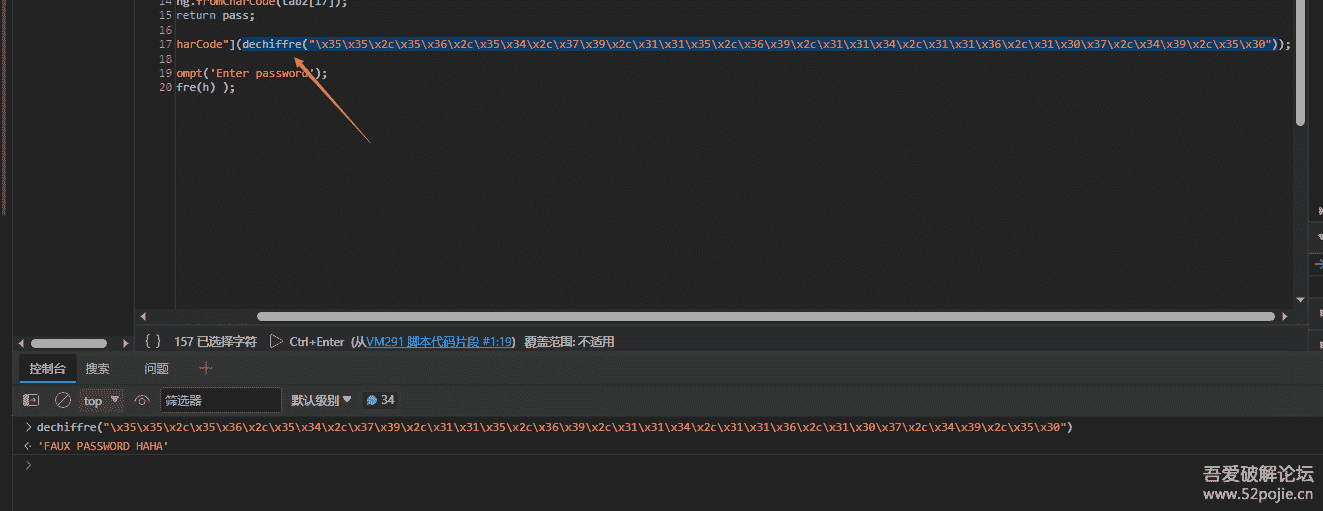 14 ng.fromCharCode(tab2[17]);
15 return pass;
16
17 harCode"](dechiffre("\x35\x35\x2c\x35\x36\x2c\x35\x34\x2c\x37\x39\x2c\x31\x31\x35\x2c\x36\x39\x2c\x31\x31\x34\x2c\x31\x31\x36\x2c\x31\x30\x37\x2c\x34\x39\x2c\x35\x30"));
18
19 ompt('Enter password');
20 fre(h) );
{ } 157 已选择字符 Ctrl+Enter (从VM291 脚本代码片段 #1:19) 覆盖范围: 不适用
控制台 搜索 问题
top 筛选器 默认级别 34
> dechiffre("\x35\x35\x2c\x35\x36\x2c\x35\x34\x2c\x37\x39\x2c\x31\x31\x35\x2c\x36\x39\x2c\x31\x31\x34\x2c\x31\x31\x36\x2c\x31\x30\x37\x2c\x34\x39\x2c\x35\x30")
'FAUX PASSWORD HAHA'
>
吾爱破解论坛
www.52pojie.cn